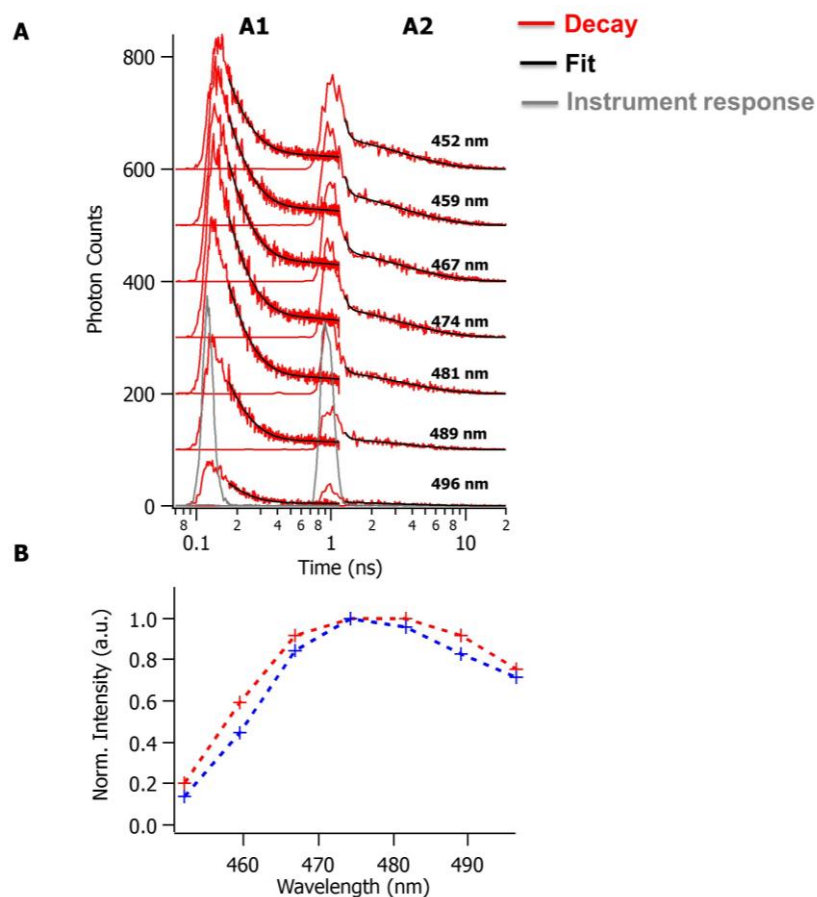 A
A1
A2
Decay
Fit
Instrument response
800
600
400
200
0
Photon Counts
452 nm
459 nm
467 nm
474 nm
481 nm
489 nm
496 nm
8 2 4 6 8 2 4 6 8 2
0.1 1 10
Time (ns)
B
1.0
0.8
0.6
0.4
0.2
0.0
Norm. Intensity (a.u.)
460 470 480 490
Wavelength (nm)